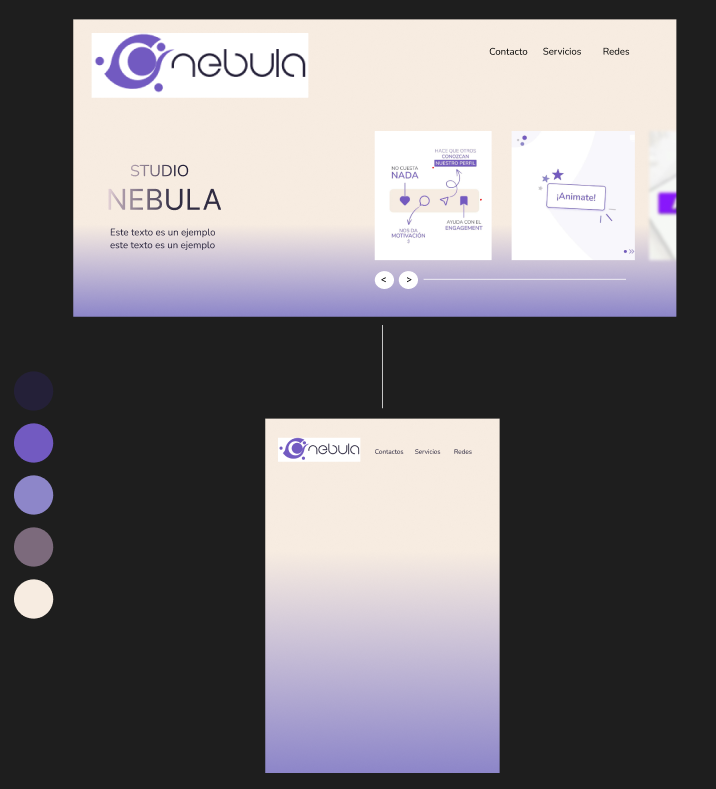 nebula
Contacto Servicios Redes
STUDIO
NEBULA
Este texto es un ejemplo
este texto es un ejemplo
HACE QUE OTROS
CONOZCAN
NUESTRO PERFIL
NO CUESTA
NADA
AYUDA CON EL
ENGAGEMENT
NOS DA
MOTIVACIÓN
¡Animate!
< >
nebula
Contactos Servicios Redes